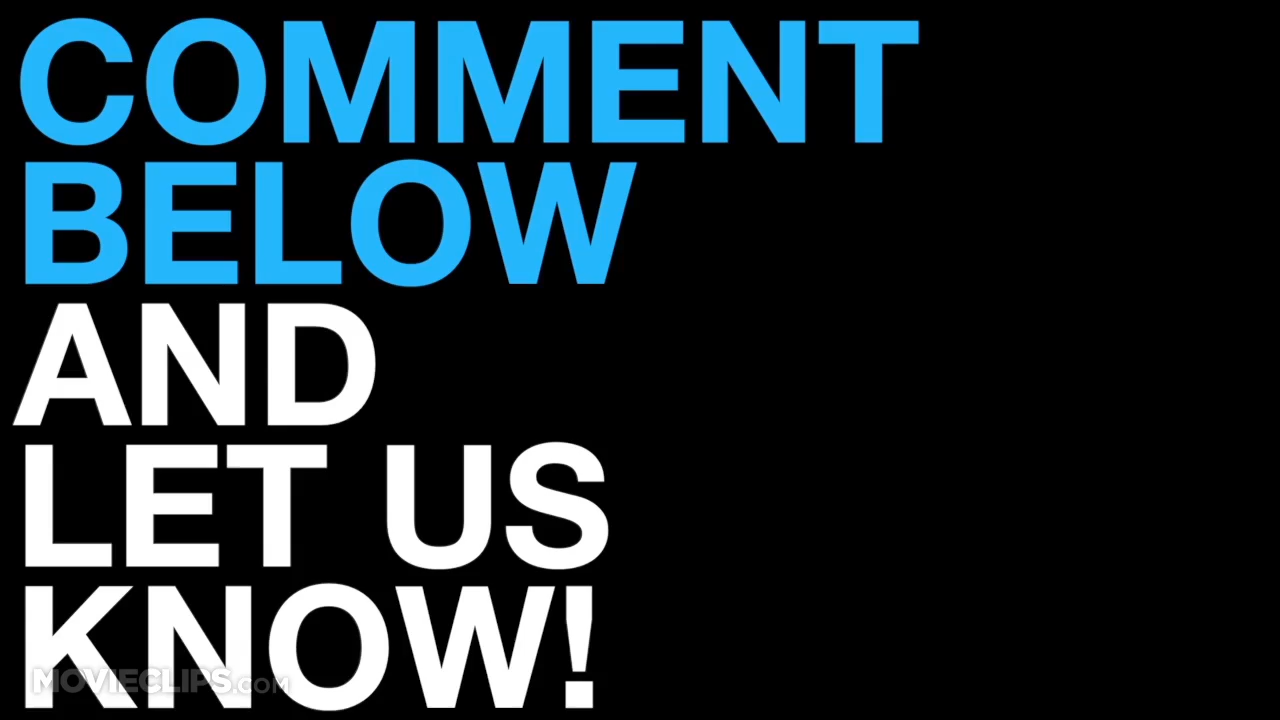 COMMENT
BELOW
AND
LET US
KNOW!
MOVIECLIPS.COM